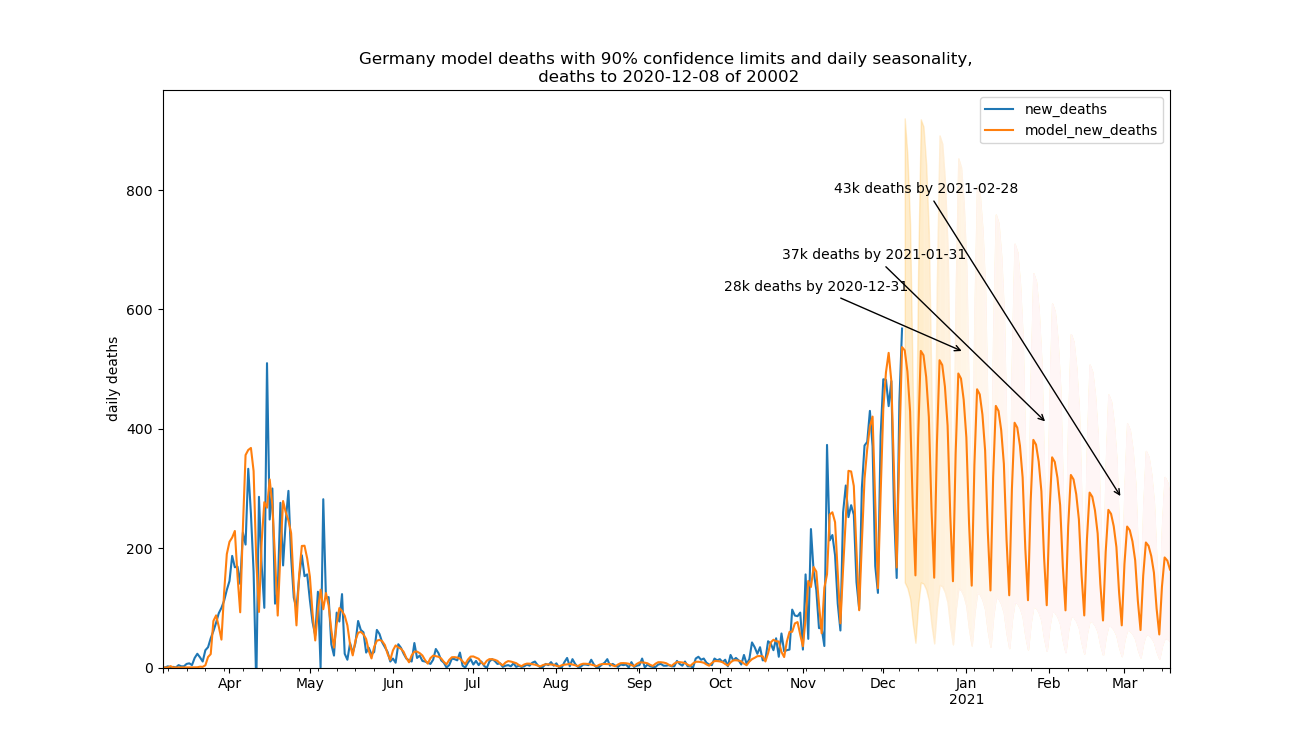 Germany model deaths with 90% confidence limits and daily seasonality,
deaths to 2020-12-08 of 20002
new_deaths
model_new_deaths
43k deaths by 2021-02-28
37k deaths by 2021-01-31
28k deaths by 2020-12-31
daily deaths
800
600
400
200
0
Apr May Jun Jul Aug Sep Oct Nov Dec Jan Feb Mar
2021